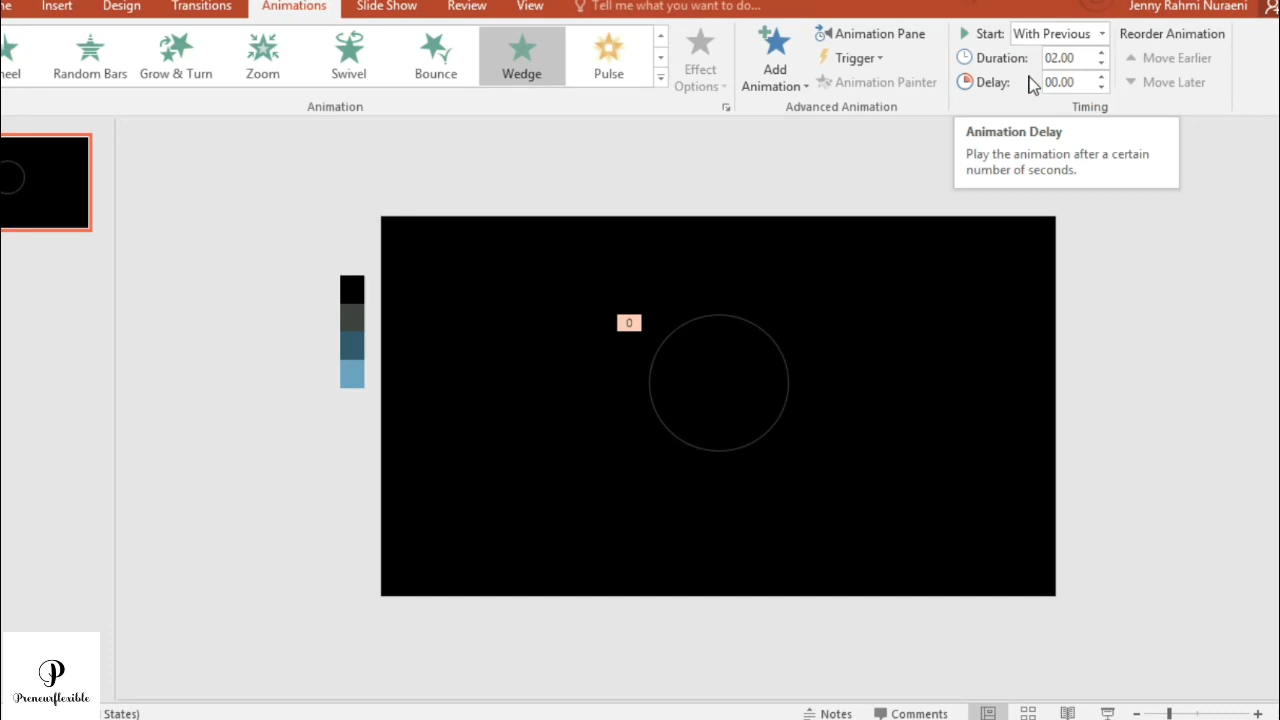 ne Insert Design Transitions Animations Slide Show Review View Tell me what you want to do... Jenny Rahmi Nuraeni
heel Random Bars Grow & Turn Zoom Swivel Bounce Wedge Pulse
Effect
Options
Add
Animation
Animation Pane
Trigger
Animation Painter
Start: With Previous
Duration: 02.00
Delay: 00.00
Reorder Animation
Move Earlier
Move Later
Animation Advanced Animation Timing
Animation Delay
Play the animation after a certain
number of seconds.
0
P
Preneurflexible
States) Notes Comments